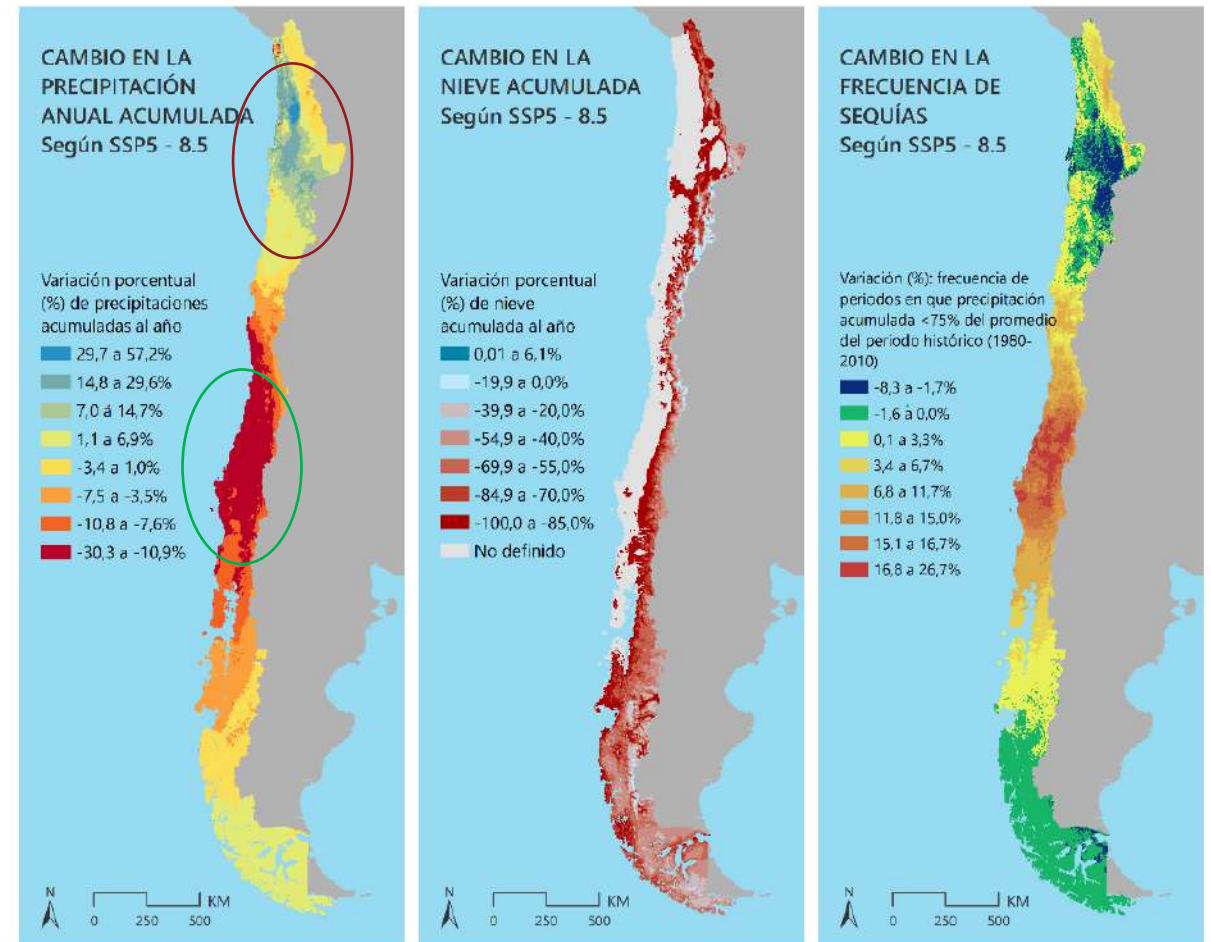 CAMBIO EN LA
PRECIPITACIÓN
ANUAL ACUMULADA
Según SSP5 - 8.5
Variación porcentual
(%) de precipitaciones
acumuladas al año
29,7 a 57,2%
14,8 a 29,6%
7,0 á 14,7%
1,1 a 6,9%
-3,4 a 1,0%
-7,5 a -3,5%
-10,8 a -7,6%
-30,3 a -10,9%
N
KM
0 250 500
CAMBIO EN LA
NIEVE ACUMULADA
Según SSP5 - 8.5
Variación porcentual
(%) de nieve
acumulada al año
0,01 a 6,1%
-19,9 a 0,0%
-39,9 a -20,0%
-54,9 a -40,0%
-69,9 a -55,0%
-84,9 a -70,0%
-100,0 a -85,0%
No definido
N
KM
0 250 500
CAMBIO EN LA
FRECUENCIA DE
SEQUÍAS
Según SSP5 - 8.5
Variación (%): frecuencia de
periodos en que precipitación
acumulada <75% del promedio
del periodo histórico (1980-
2010)
-8,3 a -1,7%
-1,6 à 0,0%
0,1 a 3,3%
3,4 a 6,7%
6,8 a 11,7%
11,8 a 15,0%
15,1 a 16,7%
16,8 a 26,7%
N
KM
0 250 500